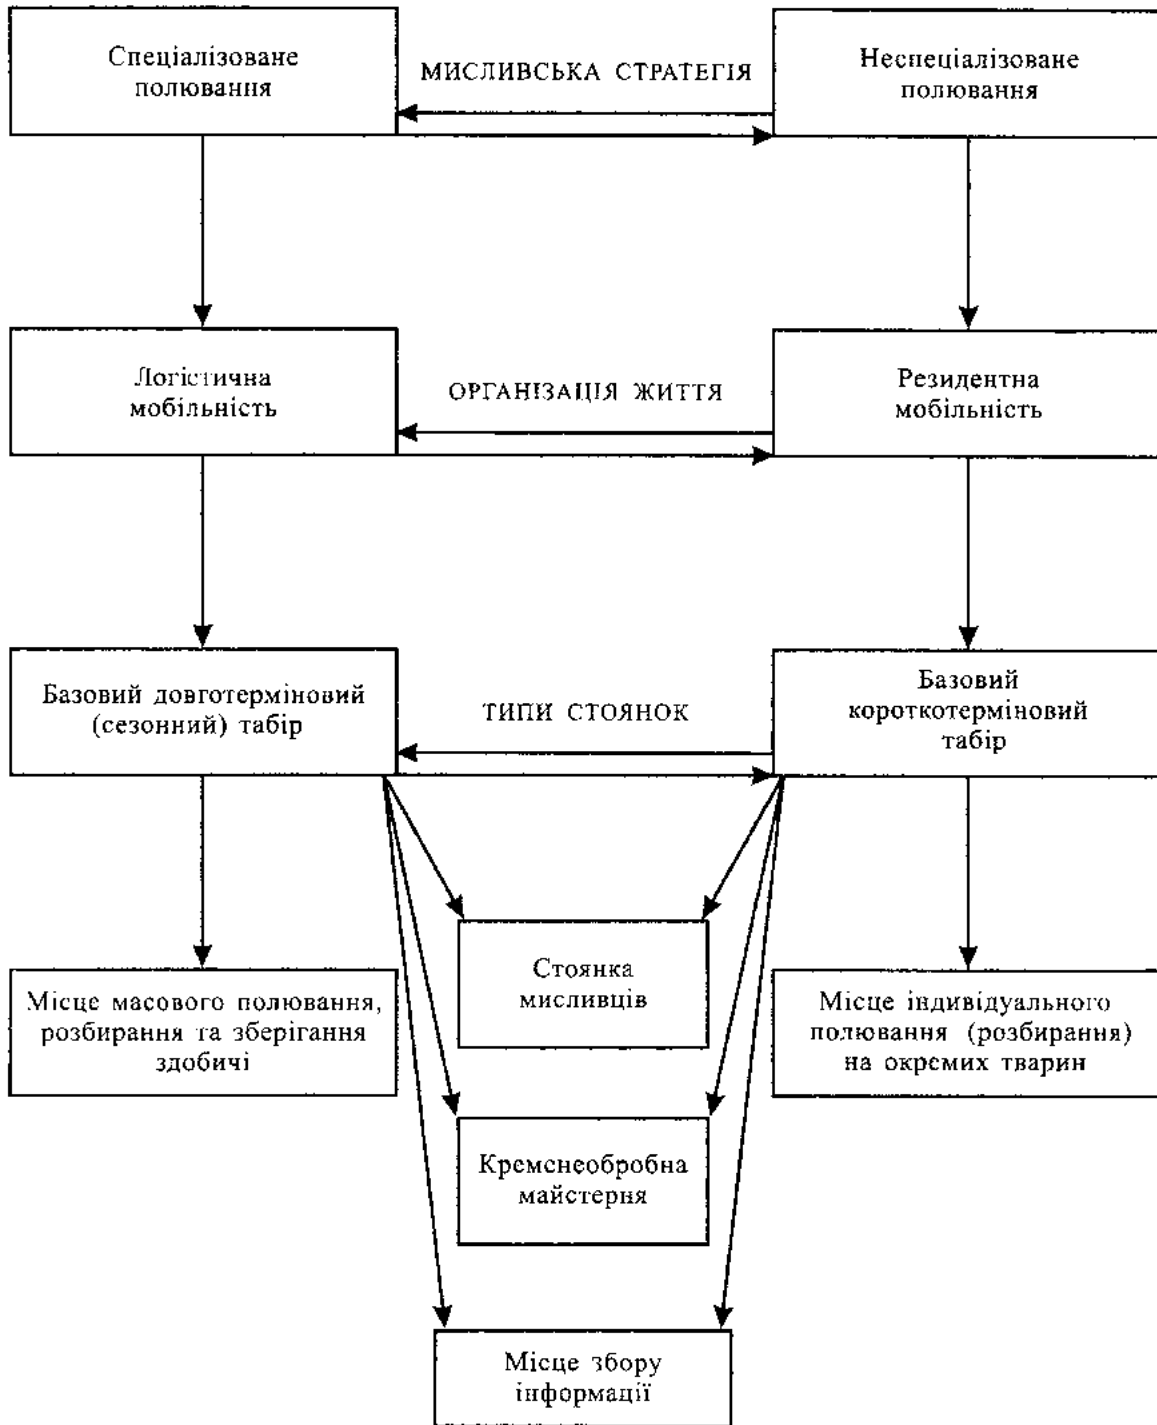 Спеціалізоване
полювання
МИСЛИВСЬКА СТРАТЕГІЯ
Неспеціалізоване
полювання
Логістична
мобільність
ОРГАНІЗАЦІЯ ЖИТТЯ
Резидентна
мобільність
Базовий довготерміновий
(сезонний) табір
ТИПИ СТОЯНОК
Базовий
короткотерміновий
табір
Місце масового полювання,
розбирання та зберігання
здобичі
Стоянка
мисливців
Місце індивідуального
полювання (розбирання)
на окремих тварин
Кременеобробна
майстерня
Місце збору
інформації